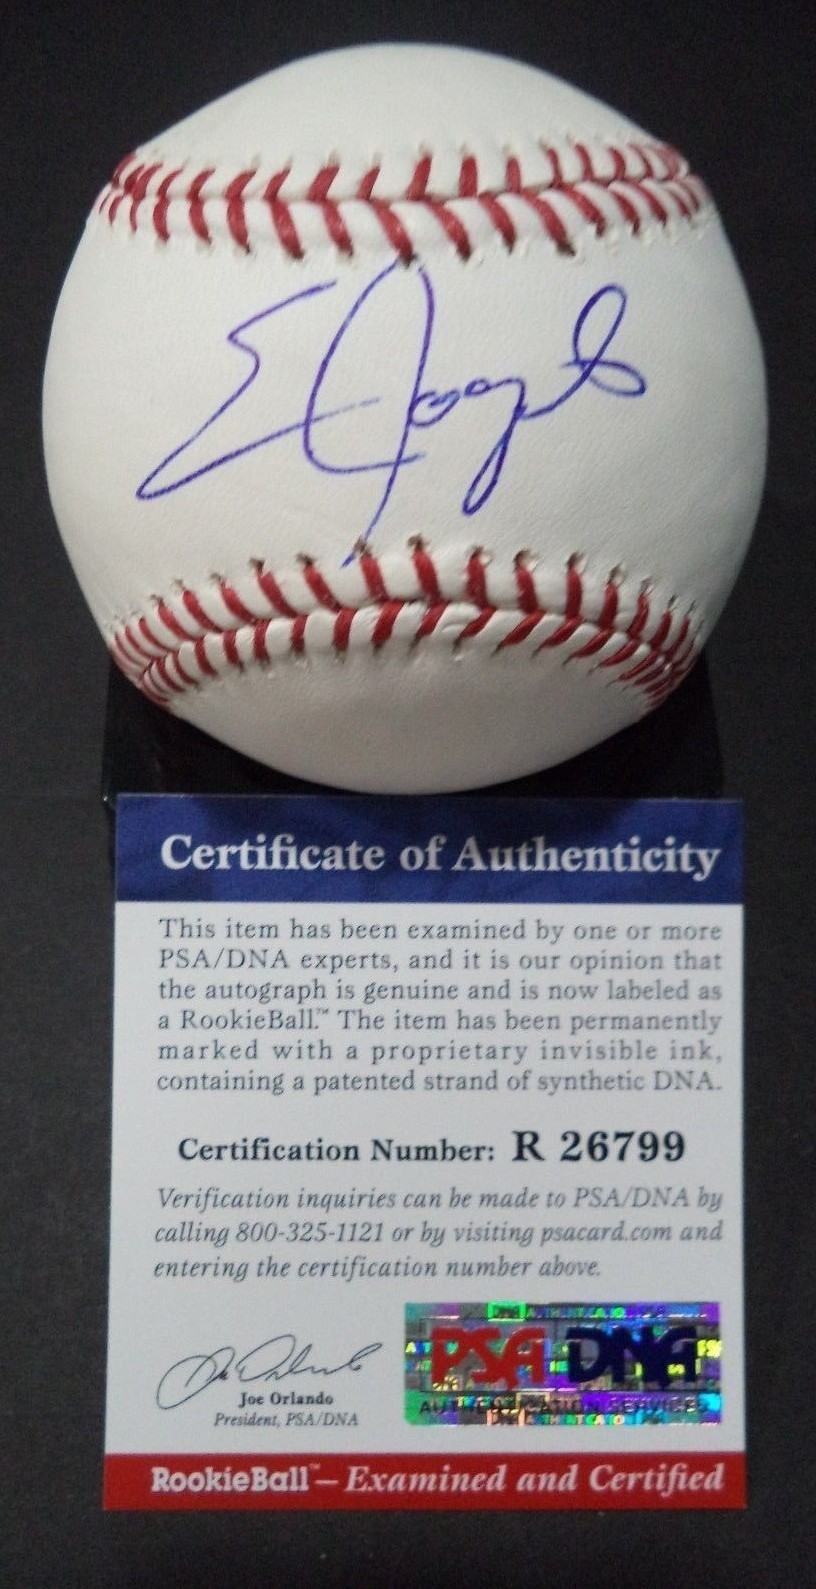 Certificate of Authenticity
This item has been examined by one or more
PSA/DNA experts, and it is our opinion that
the autograph is genuine and is now labeled as
a RookieBall.™ The item has been permanently
marked with a proprietary invisible ink,
containing a patented strand of synthetic DNA.
Certification Number: R 26799
Verification inquiries can be made to PSA/DNA by
calling 800-325-1121 or by visiting psacard.com and
entering the certification number above.
PSA DNA
AUTHENTICATION SERVICES
Joe Orlando
President, PSA/DNA
RookieBall™ – Examined and Certified